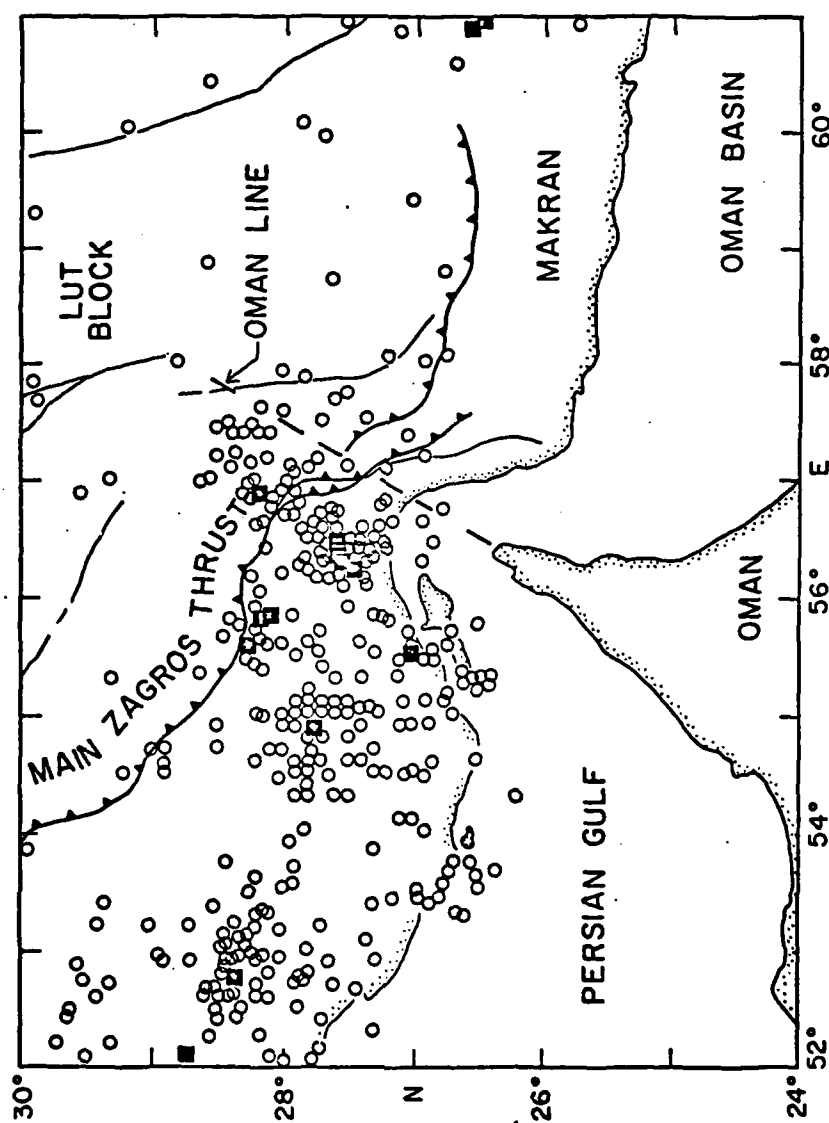 LUT
BLOCK
OMAN LINE
MAIN ZAGROS THRUST
MAKRAN
OMAN BASIN
OMAN
PERSIAN GULF
30°
28°
N
26°
24°
52°
54°
56°
E
58°
60°